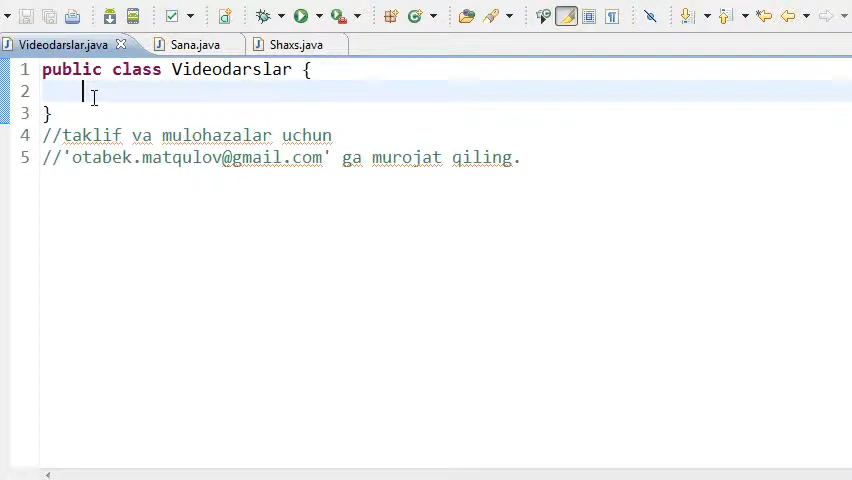 Videodarslar.java
Sana.java
Shaxs.java
1 public class Videodarslar {
2
3 }
4 //taklif va mulohazalar uchun
5 //'otabek.matqulov@gmail.com' ga murojat qiling.